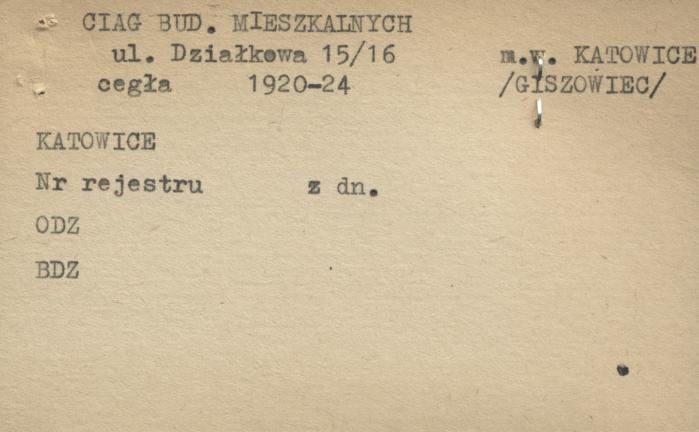 CIAG BUD. MIESZKALNYCH
ul. Działkowa 15/16 m.w. KATOWICE
cegła 1920-24 /GISZOWIEC/
KATOWICE
Nr rejestru z dn.
ODZ
BDZ